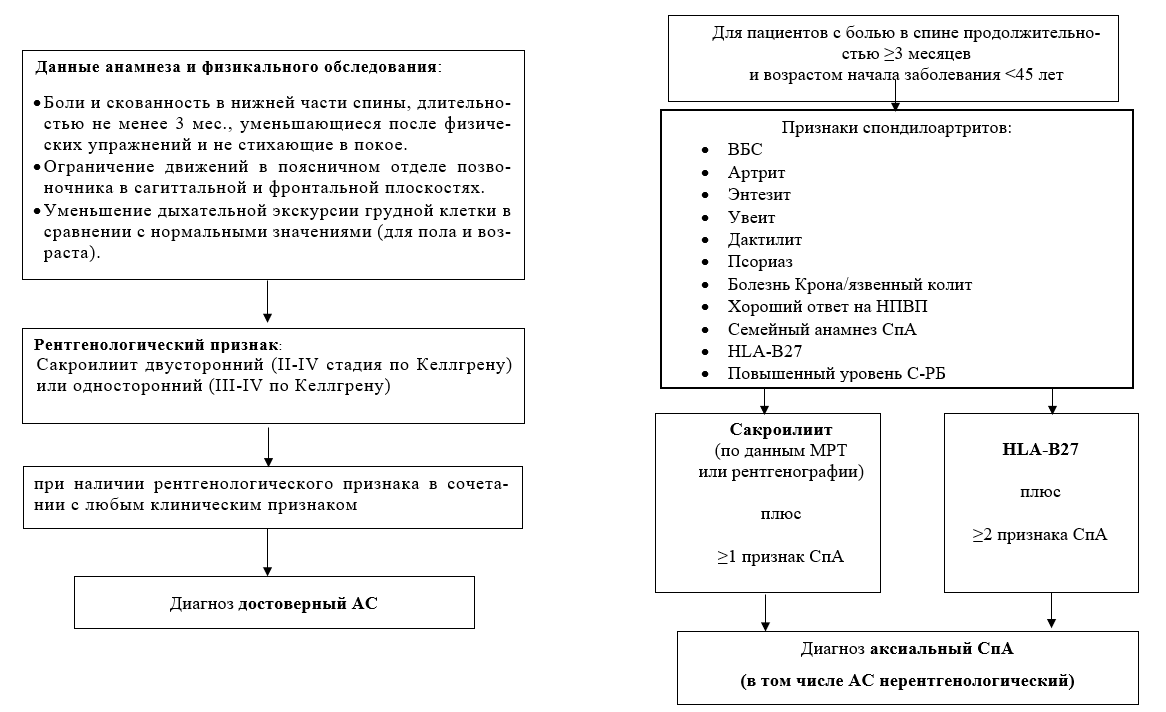 Данные анамнеза и физикального обследования:
•Боли и скованность в нижней части спины, длительно-
стью не менее 3 мес., уменьшающиеся после физиче-
ских упражнений и не стихающие в покое.
•Ограничение движений в поясничном отделе позво-
ночника в сагиттальной и фронтальной плоскостях.
•Уменьшение дыхательной экскурсии грудной клетки в
сравнении с нормальными значениями (для пола и воз-
раста).
Рентгенологический признак:
Сакроилиит двусторонний (II-IV стадия по Келлгрену)
или односторонний (III-IV по Келлгрену)
при наличии рентгенологического признака в сочета-
нии с любым клиническим признаком
Диагноз достоверный АС
Для пациентов с болью в спине продолжительно-
стью ≥3 месяцев
и возрастом начала заболевания <45 лет
Признаки спондилоартритов:
• ВБС
• Артрит
• Энтезит
• Увеит
• Дактилит
• Псориаз
• Болезнь Крона/язвенный колит
• Хороший ответ на НПВП
• Семейный анамнез СпА
• HLA-B27
• Повышенный уровень С-РБ
Сакроилиит
(по данным МРТ
или рентгенографии)
плюс
≥1 признак СпА
HLA-B27
плюс
≥2 признака СпА
Диагноз аксиальный СпА
(в том числе АС нерентгенологический)